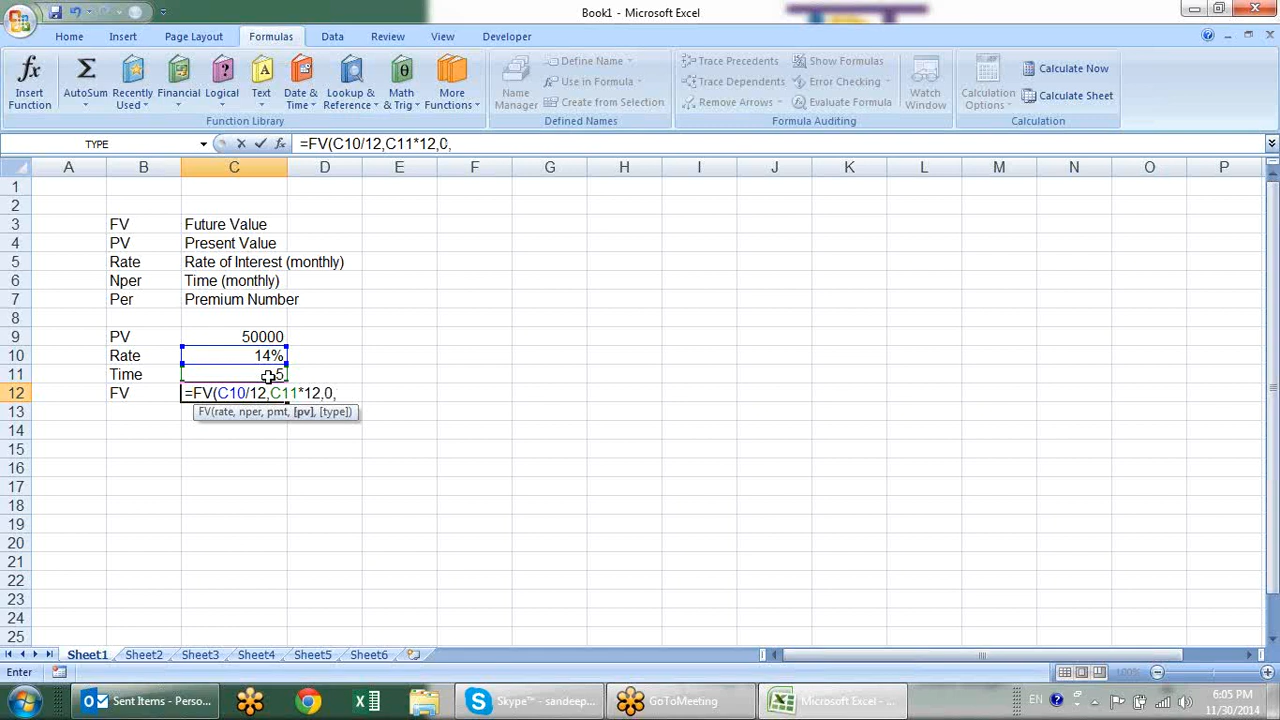 Book1 - Microsoft Excel
Home Insert Page Layout Formulas Data Review View Developer
Insert Function
AutoSum
Recently Used
Financial
Logical
Text
Date & Time
Lookup & Reference
Math & Trig
More Functions
Function Library
Name Manager
Define Name
Use in Formula
Create from Selection
Defined Names
Trace Precedents
Trace Dependents
Remove Arrows
Show Formulas
Error Checking
Evaluate Formula
Formula Auditing
Watch Window
Calculation Options
Calculate Now
Calculate Sheet
Calculation
TYPE =FV(C10/12,C11*12,0,
A B C D E F G H I J K L M N O P
1
2
3 FV Future Value
4 PV Present Value
5 Rate Rate of Interest (monthly)
6 Nper Time (monthly)
7 Per Premium Number
8
9 PV 50000
10 Rate 14%
11 Time 5
12 FV =FV(C10/12,C11*12,0,
13 FV(rate, nper, pmt, [pv], [type])
14
15
16
17
18
19
20
21
22
23
24
25
Sheet1 Sheet2 Sheet3 Sheet4 Sheet5 Sheet6
Enter 100%
Sent Items - Perso... Skype™ - sandeep... GoToMeeting Microsoft Excel - ... EN 6:05 PM
11/30/2014